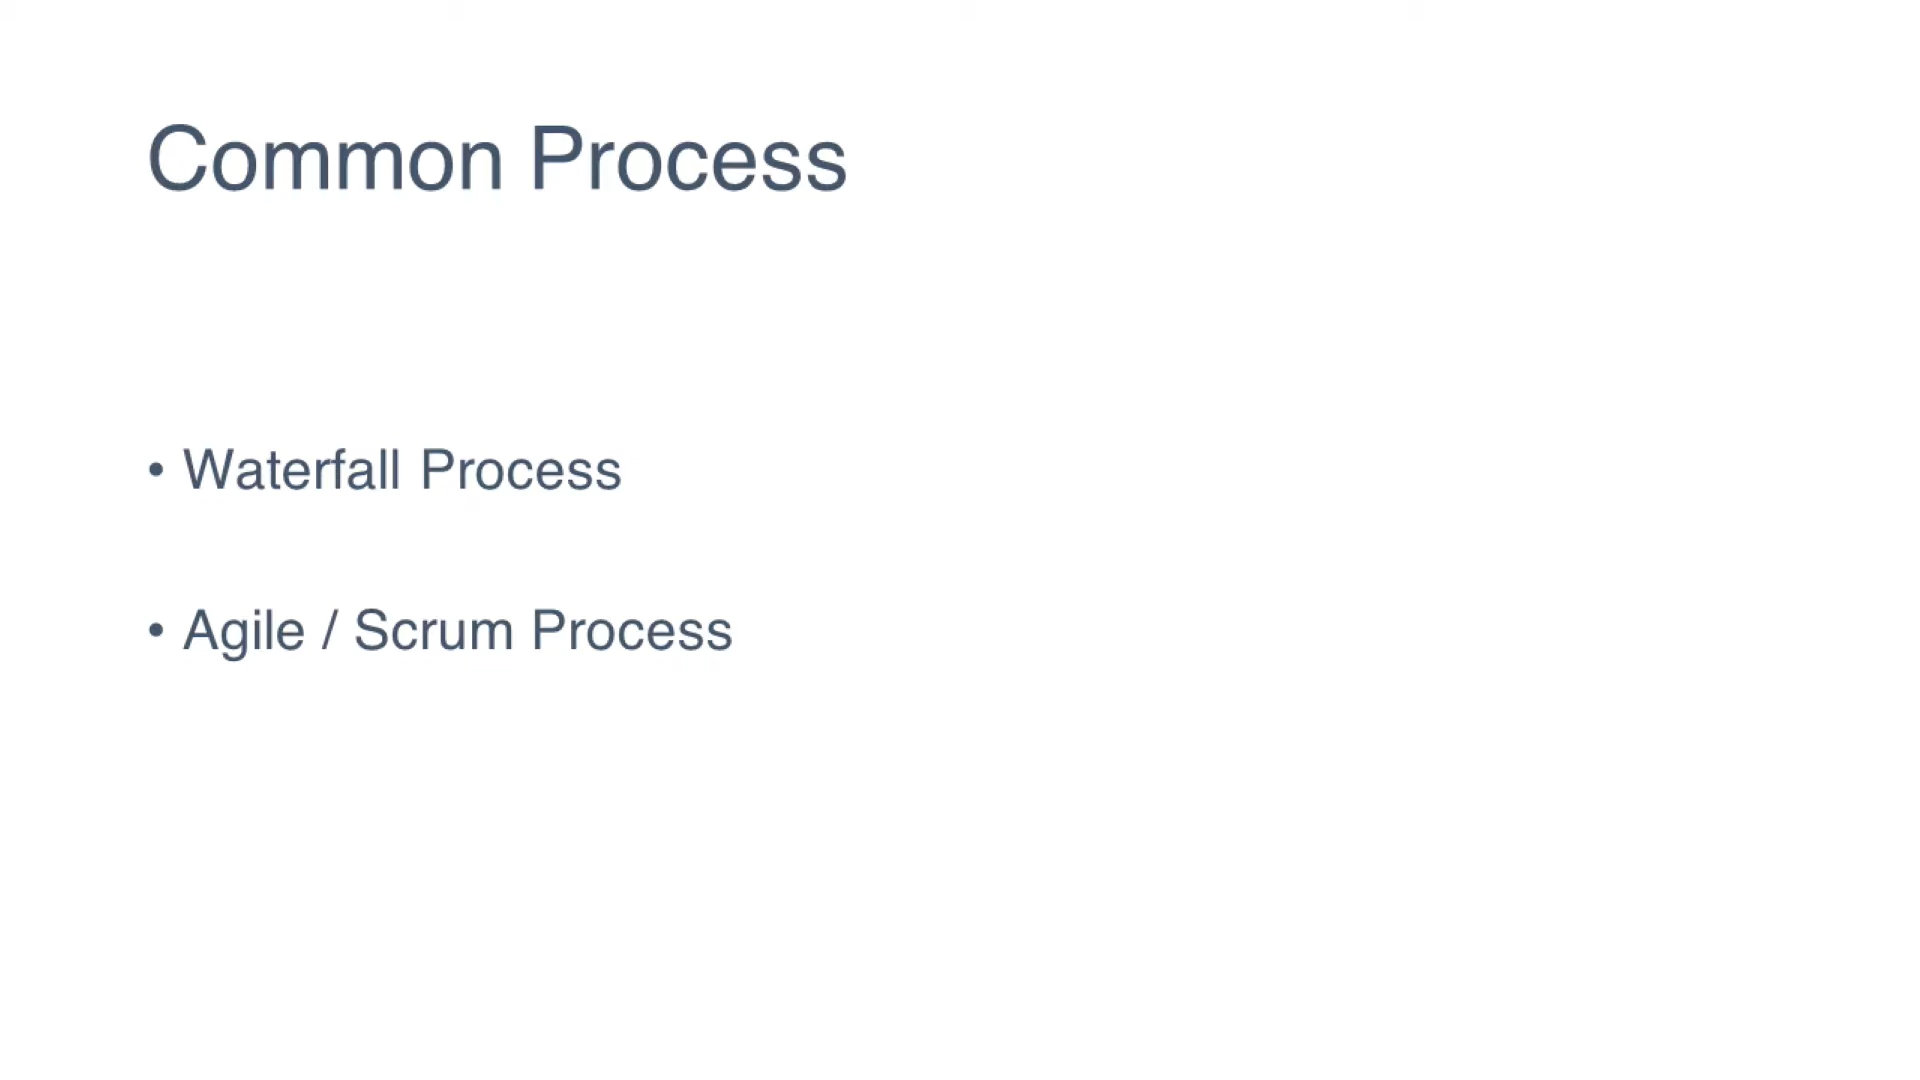 Common Process
• Waterfall Process
• Agile / Scrum Process